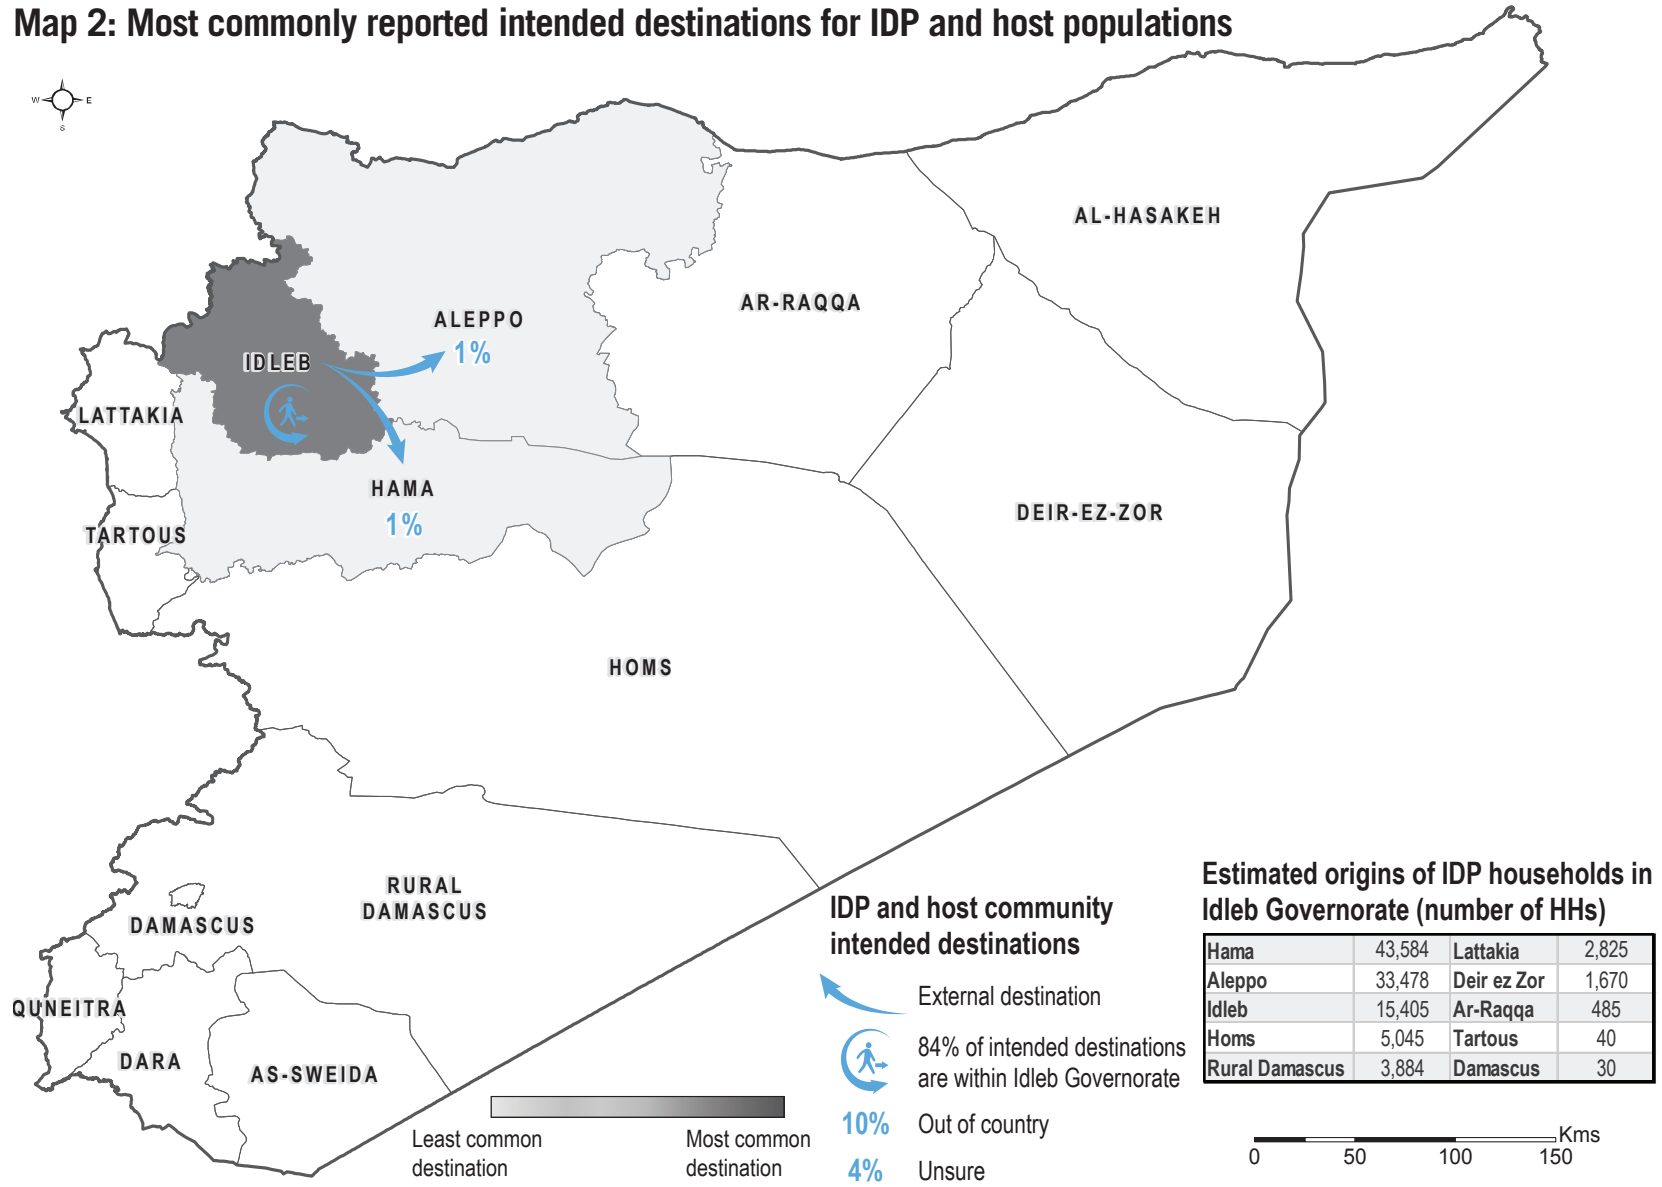 Map 2: Most commonly reported intended destinations for IDP and host populations
W
E
S
AL-HASAKEH
AR-RAQQA
ALEPPO
1%
IDLEB
LATTAKIA
HAMA
1%
DEIR-EZ-ZOR
TARTOUS
HOMS
RURAL
DAMASCUS
DAMASCUS
QUNEITRA
DARA
AS-SWEIDA
Least common
destination
Most common
destination
IDP and host community
intended destinations
External destination
84% of intended destinations
are within Idleb Governorate
10% Out of country
4% Unsure
Estimated origins of IDP households in
Idleb Governorate (number of HHs)
Hama 43,584 Lattakia 2,825
Aleppo 33,478 Deir ez Zor 1,670
Idleb 15,405 Ar-Raqqa 485
Homs 5,045 Tartous 40
Rural Damascus 3,884 Damascus 30
Kms
0 50 100 150